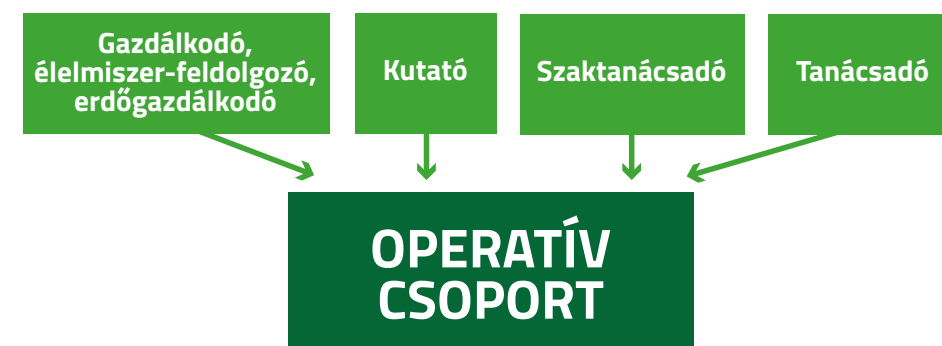 Gazdálkodó,
élelmiszer-feldolgozó,
erdőgazdálkodó
Kutató
Szaktanácsadó
Tanácsadó
OPERATÍV
CSOPORT